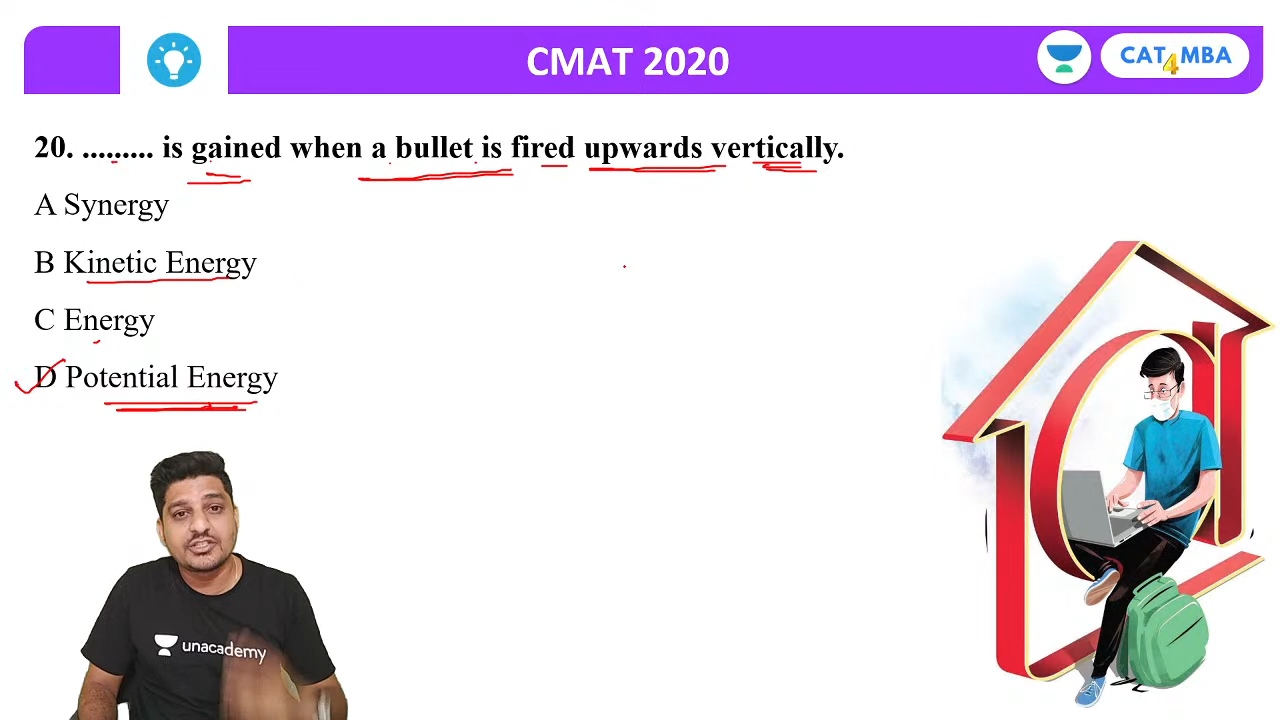 CMAT 2020
CAT4MBA
20. ......... is gained when a bullet is fired upwards vertically.
A Synergy
B Kinetic Energy
C Energy
D Potential Energy
unacademy